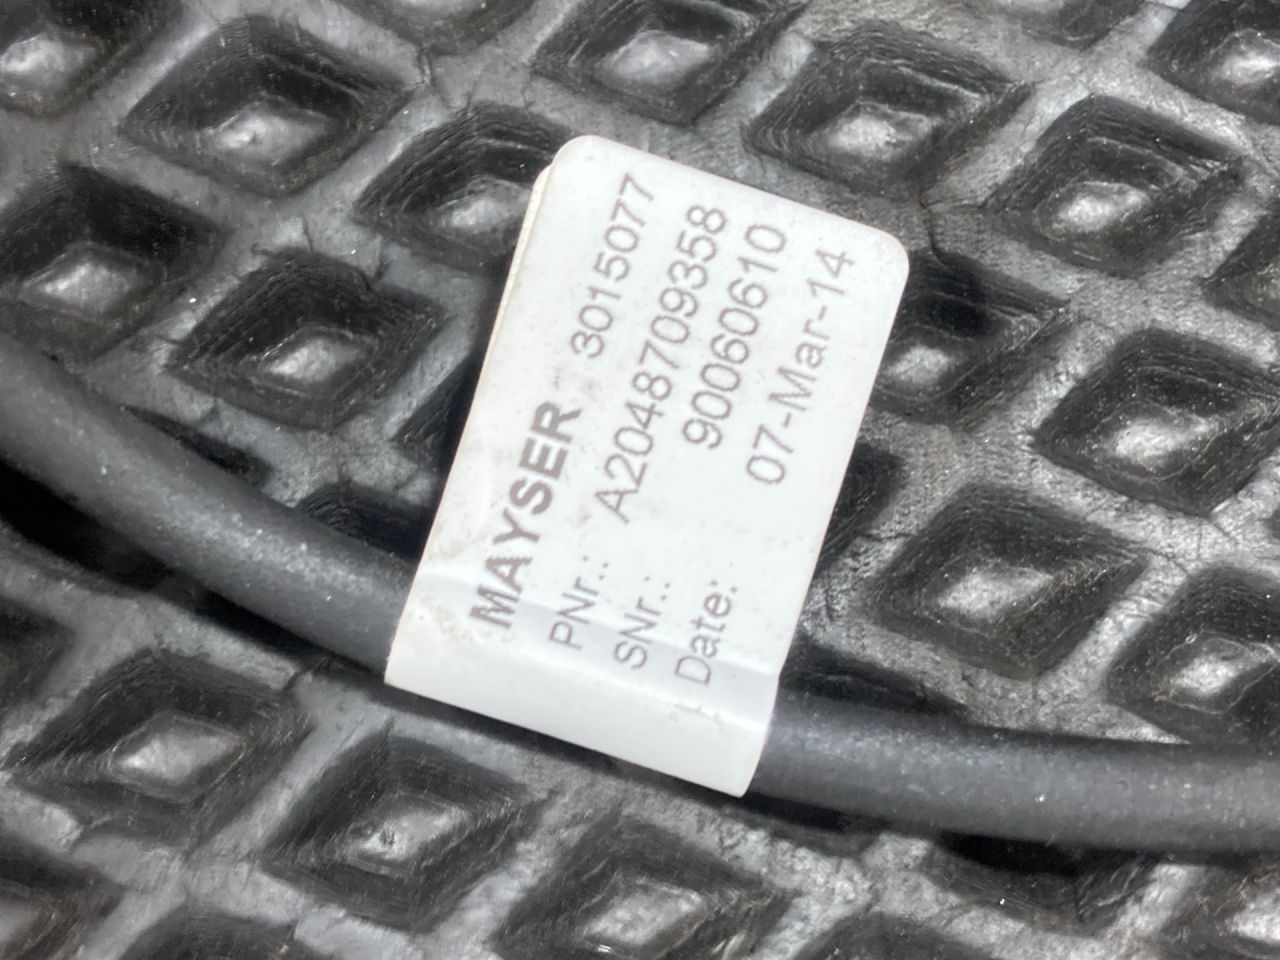 MAYSER 3015077
PNr.: A2048709358
SNr.: 90060610
Date: 07-Mar-14